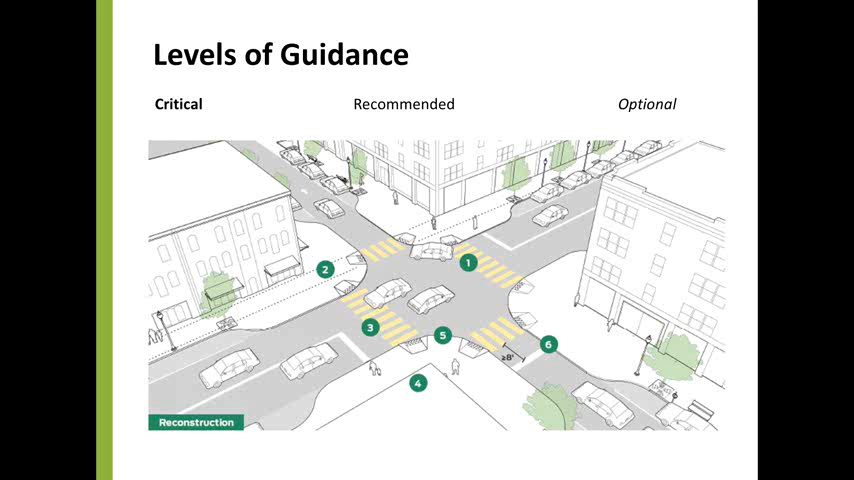 Levels of Guidance
Critical Recommended Optional
1
2
3
5
6
≥8'
4
Reconstruction